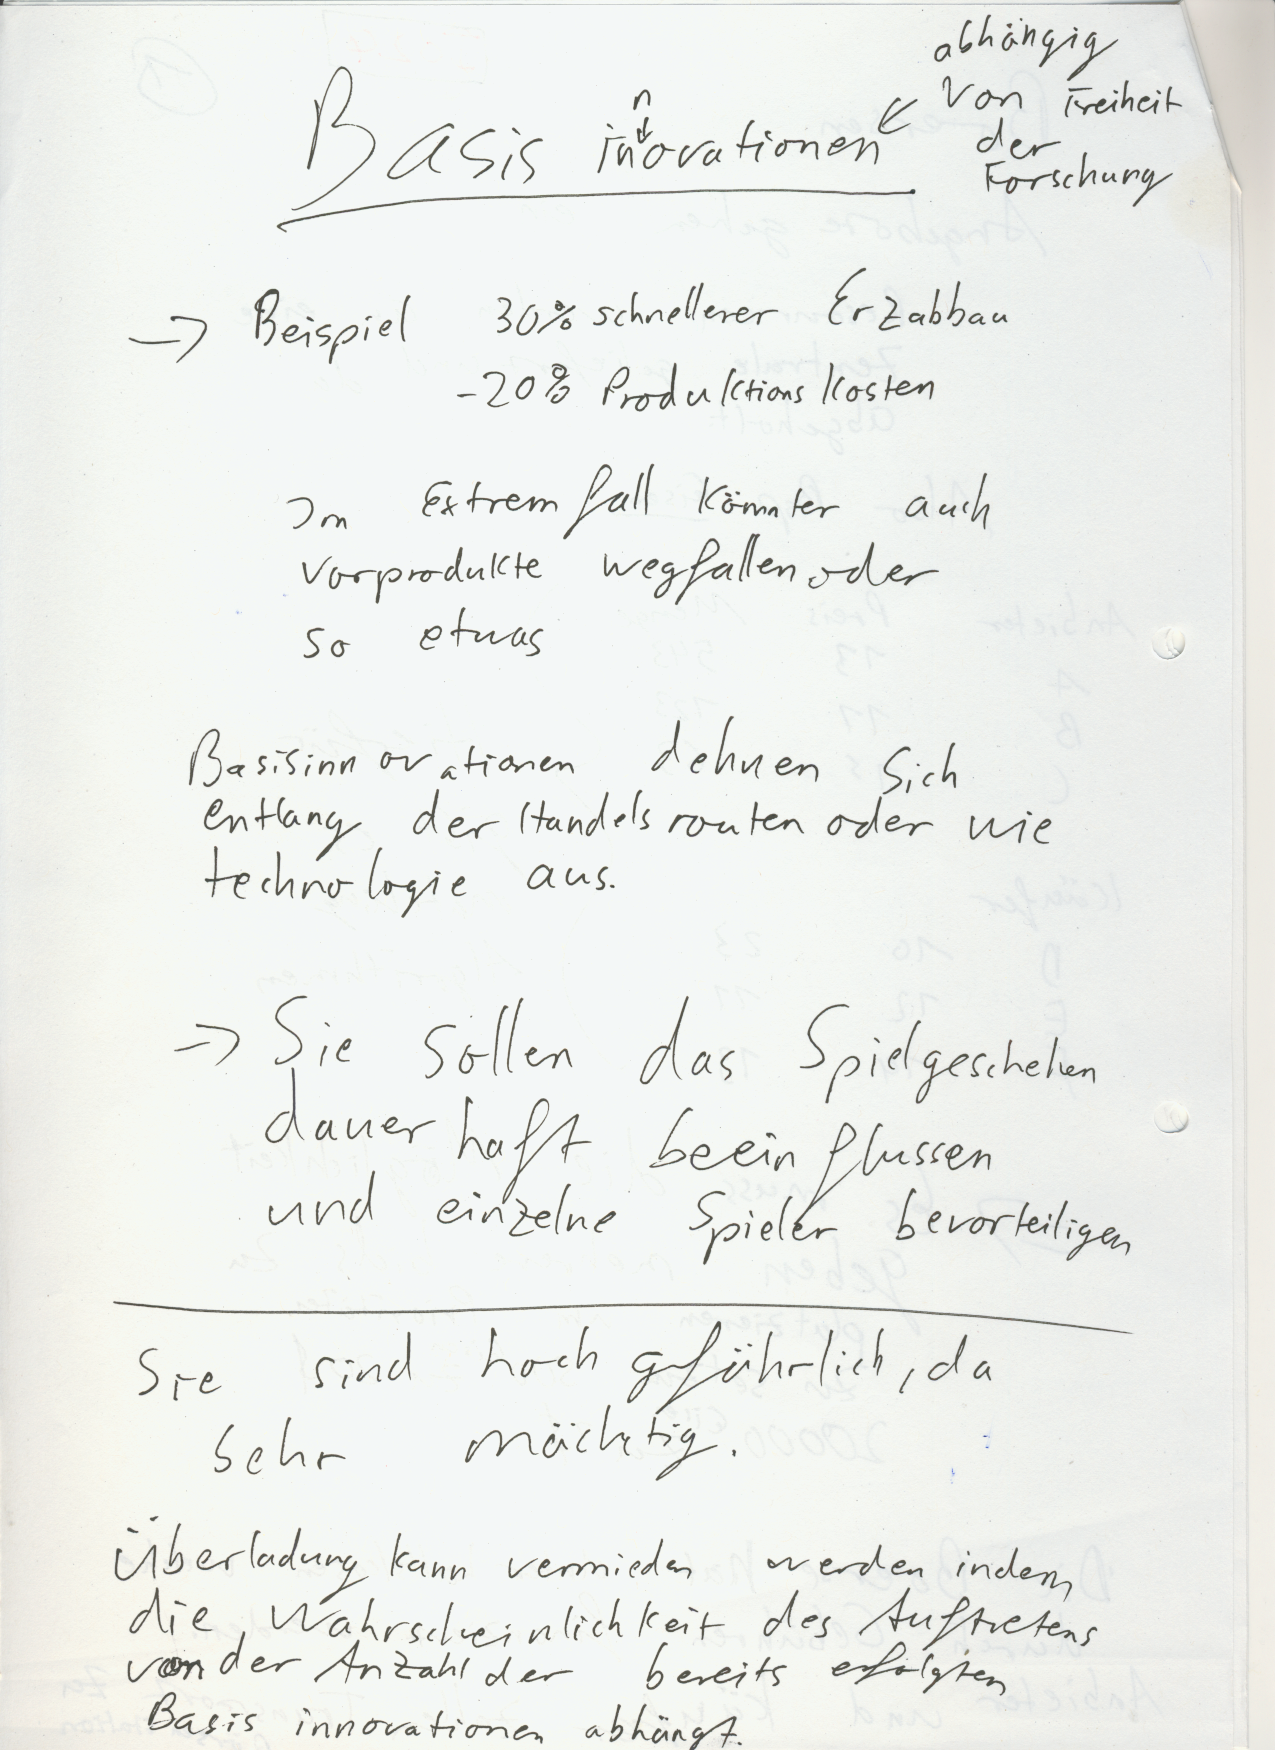 abhängig
von Freiheit
der
Forschung
n
Basis inovationen
→ Beispiel 30% schnellerer Erzabbau
-20% Produktionskosten
Im Extremfall könnten auch
vorprodukte wegfallen oder
so etwas
Basisinnovationen dehnen sich
entlang der Handelsrouten oder wie
technologie aus.
=> Sie sollen das Spielgeschehen
dauerhaft beeinflussen
und einzelne Spieler bevorteiligen
Sie sind hoch gefährlich, da
sehr mächtig.
Überladung kann vermieden werden indem
die Wahrscheinlichkeit des Auftretens
von der Anzahl der bereits erfolgten
Basis innovationen abhängt.